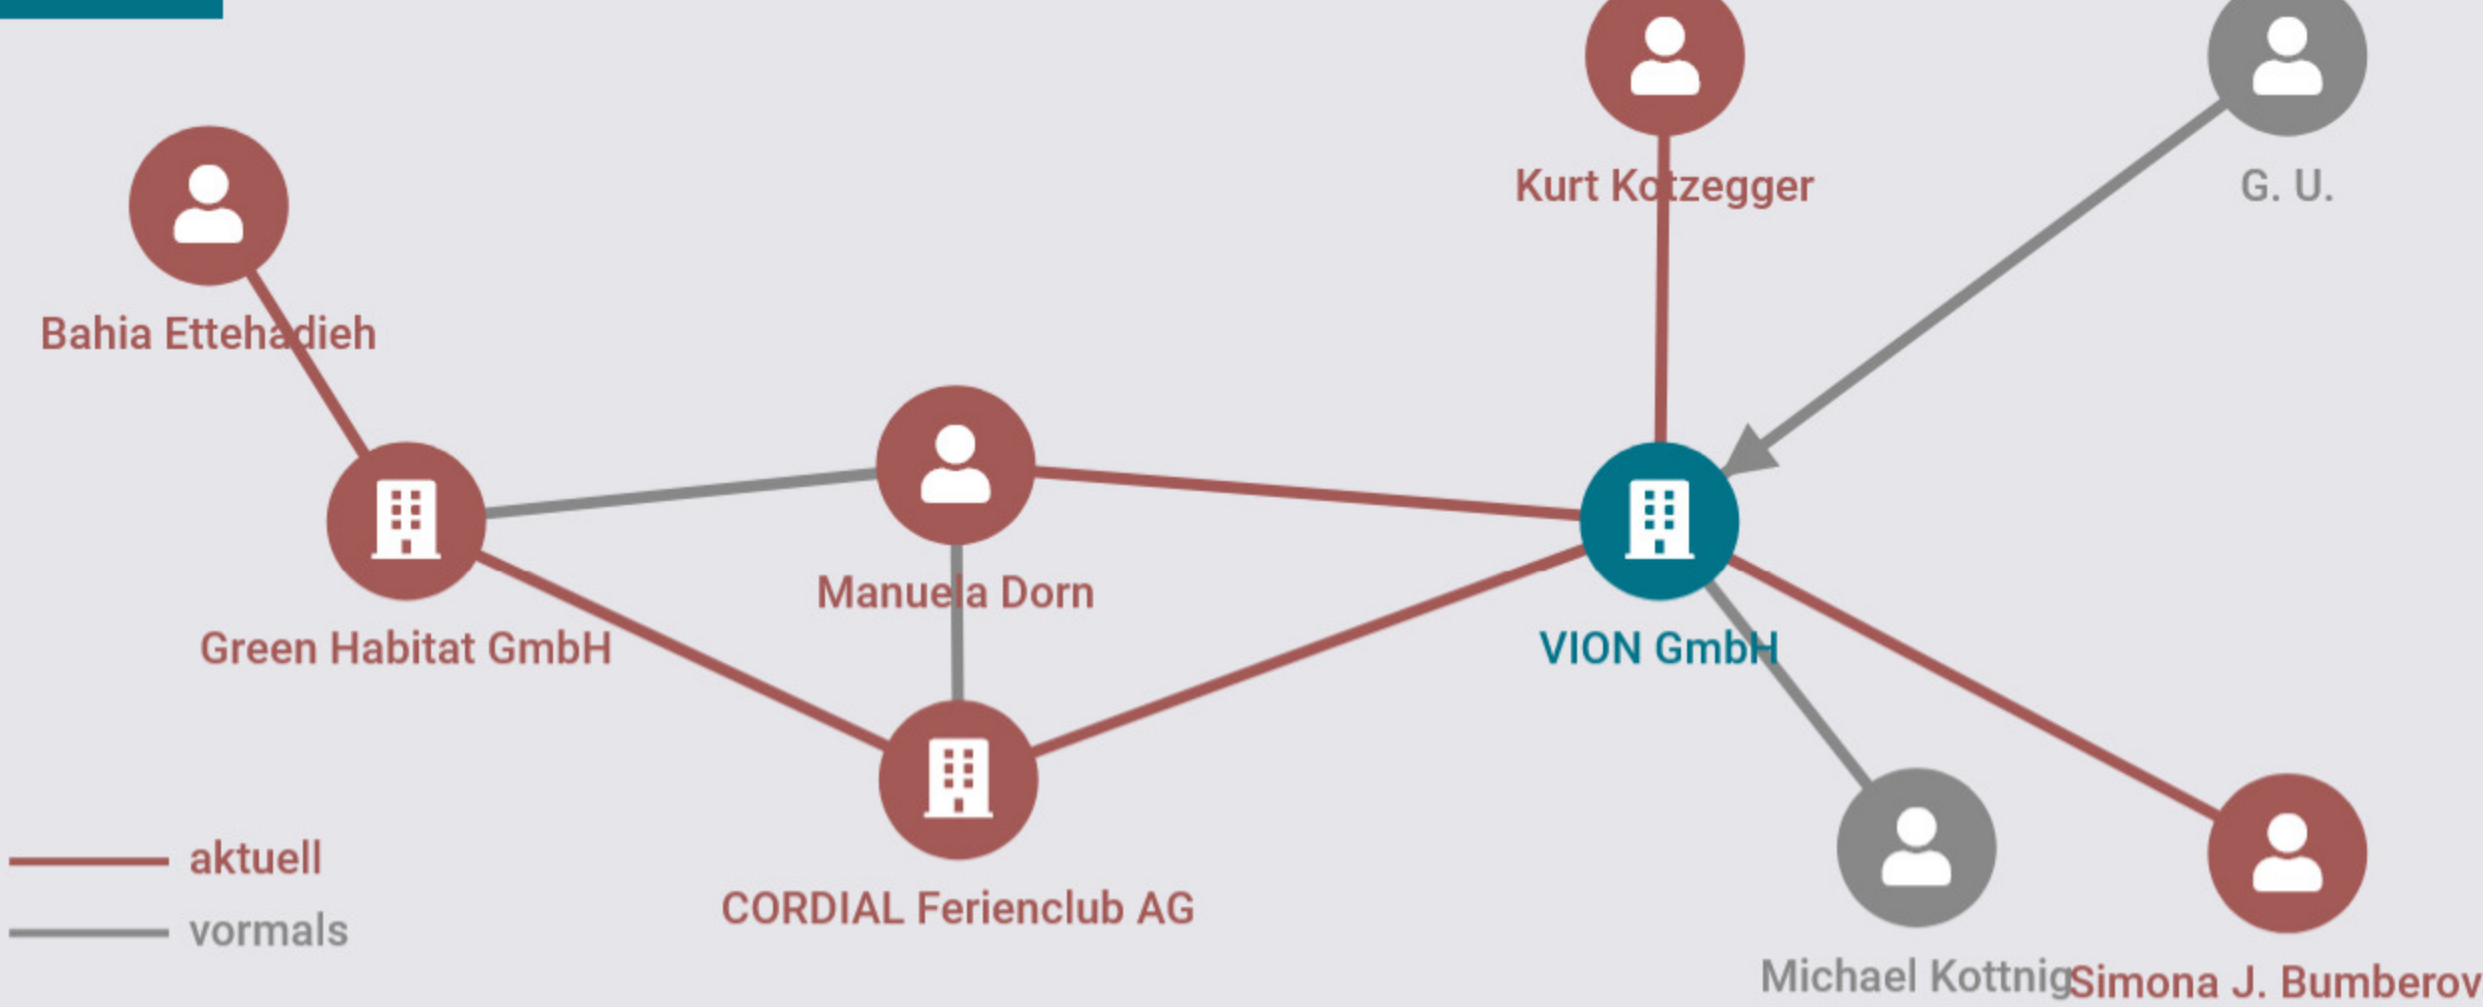 Kurt Kotzegger
G. U.
Bahia Ettehadieh
Manuela Dorn
Green Habitat GmbH
VION GmbH
aktuell
CORDIAL Ferienclub AG
vormals
Michael Kottnig
Simona J. Bumberov